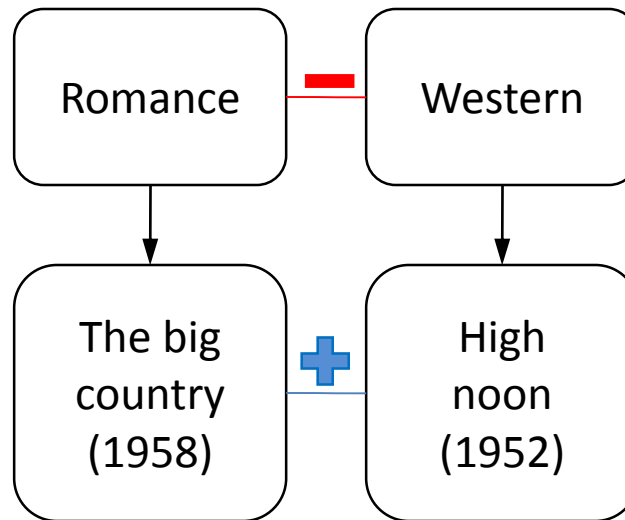 Romance
Western
The big
country
(1958)
High
noon
(1952)